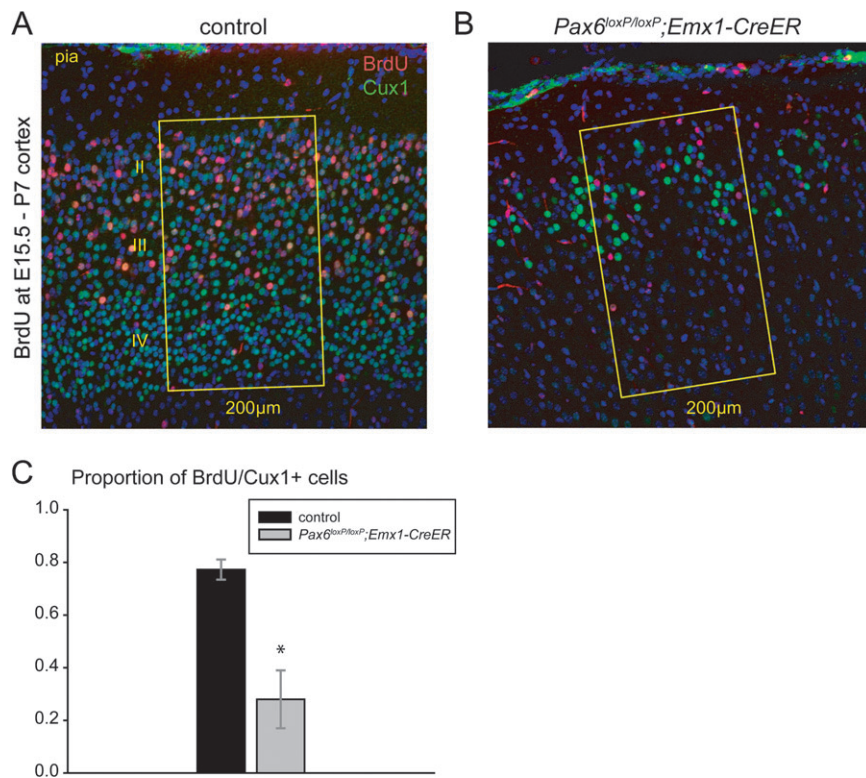 A
control
B
Pax6loxP/loxP;Emx1-CreER
BrdU at E15.5 - P7 cortex
pia
BrdU
Cux1
II
III
IV
200µm
200µm
C
Proportion of BrdU/Cux1+ cells
control
Pax6loxP/loxP;Emx1-CreER
1.0
0.8
0.6
0.4
0.2
0.0
*